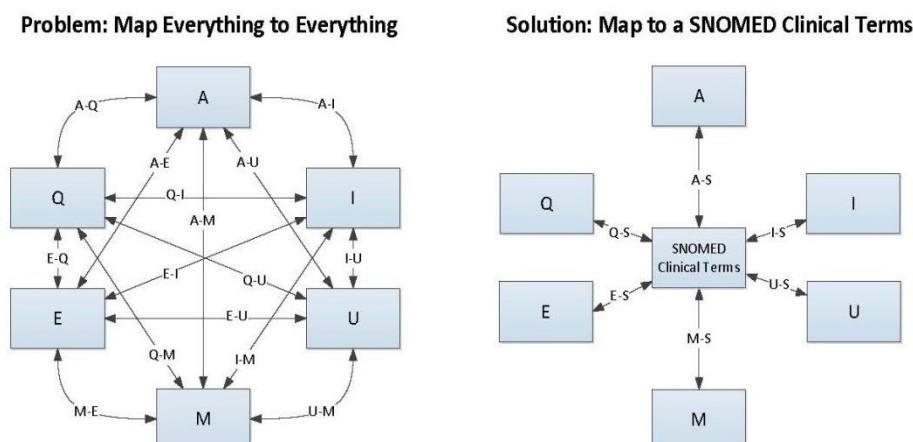 Problem: Map Everything to Everything
A
A-Q
A-I
A-E
A-U
Q
Q-I
I
A-M
E-Q
I-U
E-I
Q-U
E
E-U
U
Q-M
I-M
M-E
M
U-M
Solution: Map to a SNOMED Clinical Terms
A
A-S
Q
I
Q-S
I-S
SNOMED
Clinical Terms
E
E-S
U-S
U
M-S
M